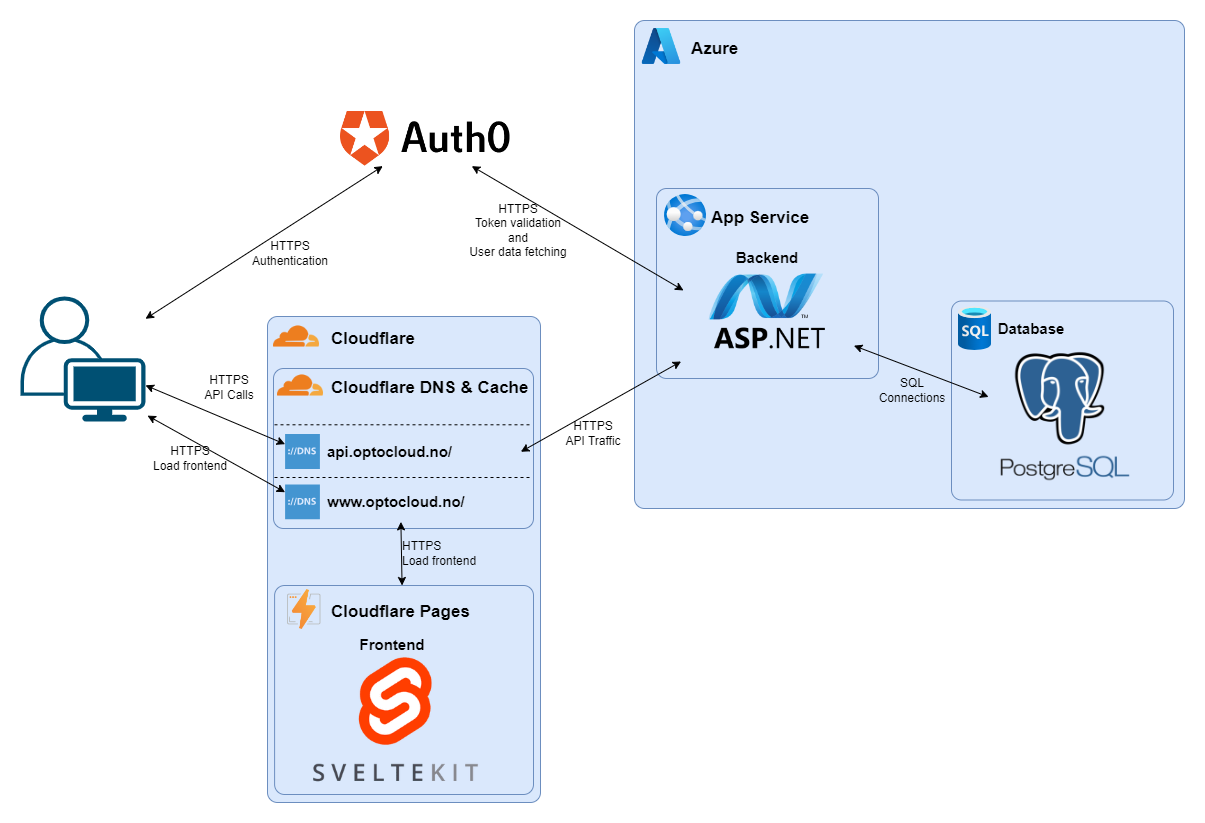 Azure
Auth0
App Service
Backend
TM
ASP.NET
HTTPS
Token validation
and
User data fetching
HTTPS
Authentication
SQL
Database
PostgreSQL
SQL
Connections
Cloudflare
Cloudflare DNS & Cache
HTTPS
API Calls
://DNS
api.optocloud.no/
HTTPS
API Traffic
HTTPS
Load frontend
://DNS
www.optocloud.no/
HTTPS
Load frontend
Cloudflare Pages
Frontend
SVELTEKIT